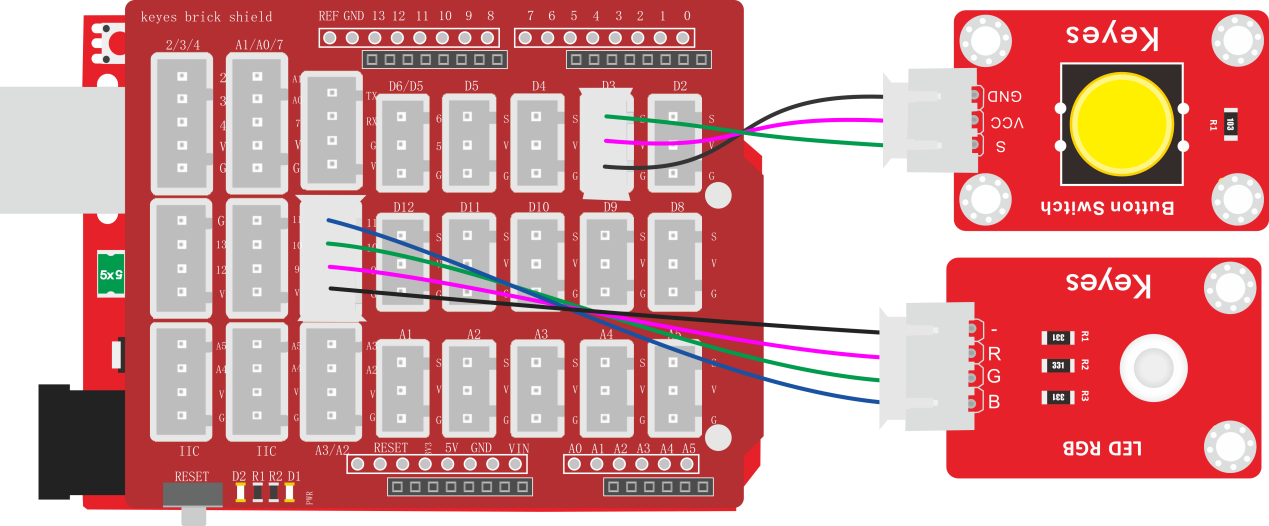 keyes brick shield
REF GND 13 12 11 10 9 8
7 6 5 4 3 2 1 0
2/3/4
A1/A0/7
2
3
4
V
G
A0
7
V
G
TX
RX
G
V
D6/D5
D5
D4
D3
D2
6
5
G
S
V
G
S
V
G
S
G
S
V
G
G
13
12
V
11
10
9
V
11
10
G
D12
D11
D10
D9
D8
S
V
G
S
V
G
S
V
G
S
V
G
A5
A4
V
G
A5
A4
V
G
A3
A2
V
G
A1
A2
A3
A4
A5
S
V
G
S
V
G
S
V
G
S
V
G
S
V
G
IIC
IIC
A3/A2
RESET
3V3
5V
GND
VIN
A0 A1 A2 A3 A4 A5
RESET
D2 R1 R2 D1
PWR
5x5
Keyes
GND
VCC
S
R1
103
Button Switch
Keyes
-
R
G
B
331
R1
331
R2
331
R3
LED RGB